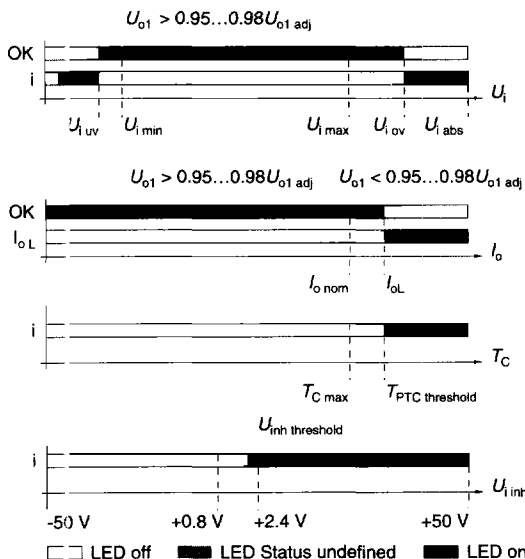 U_o1 > 0.95...0.98U_o1 adj
OK
i
U_i
U_i uv U_i min U_i max U_i ov U_i abs
U_o1 > 0.95...0.98U_o1 adj U_o1 < 0.95...0.98U_o1 adj
OK
I_o L
I_o
I_o nom I_oL
i
T_C
T_C max T_PTC threshold
U_inh threshold
i
U_i inh
-50 V +0.8 V +2.4 V +50 V
LED off LED Status undefined LED on